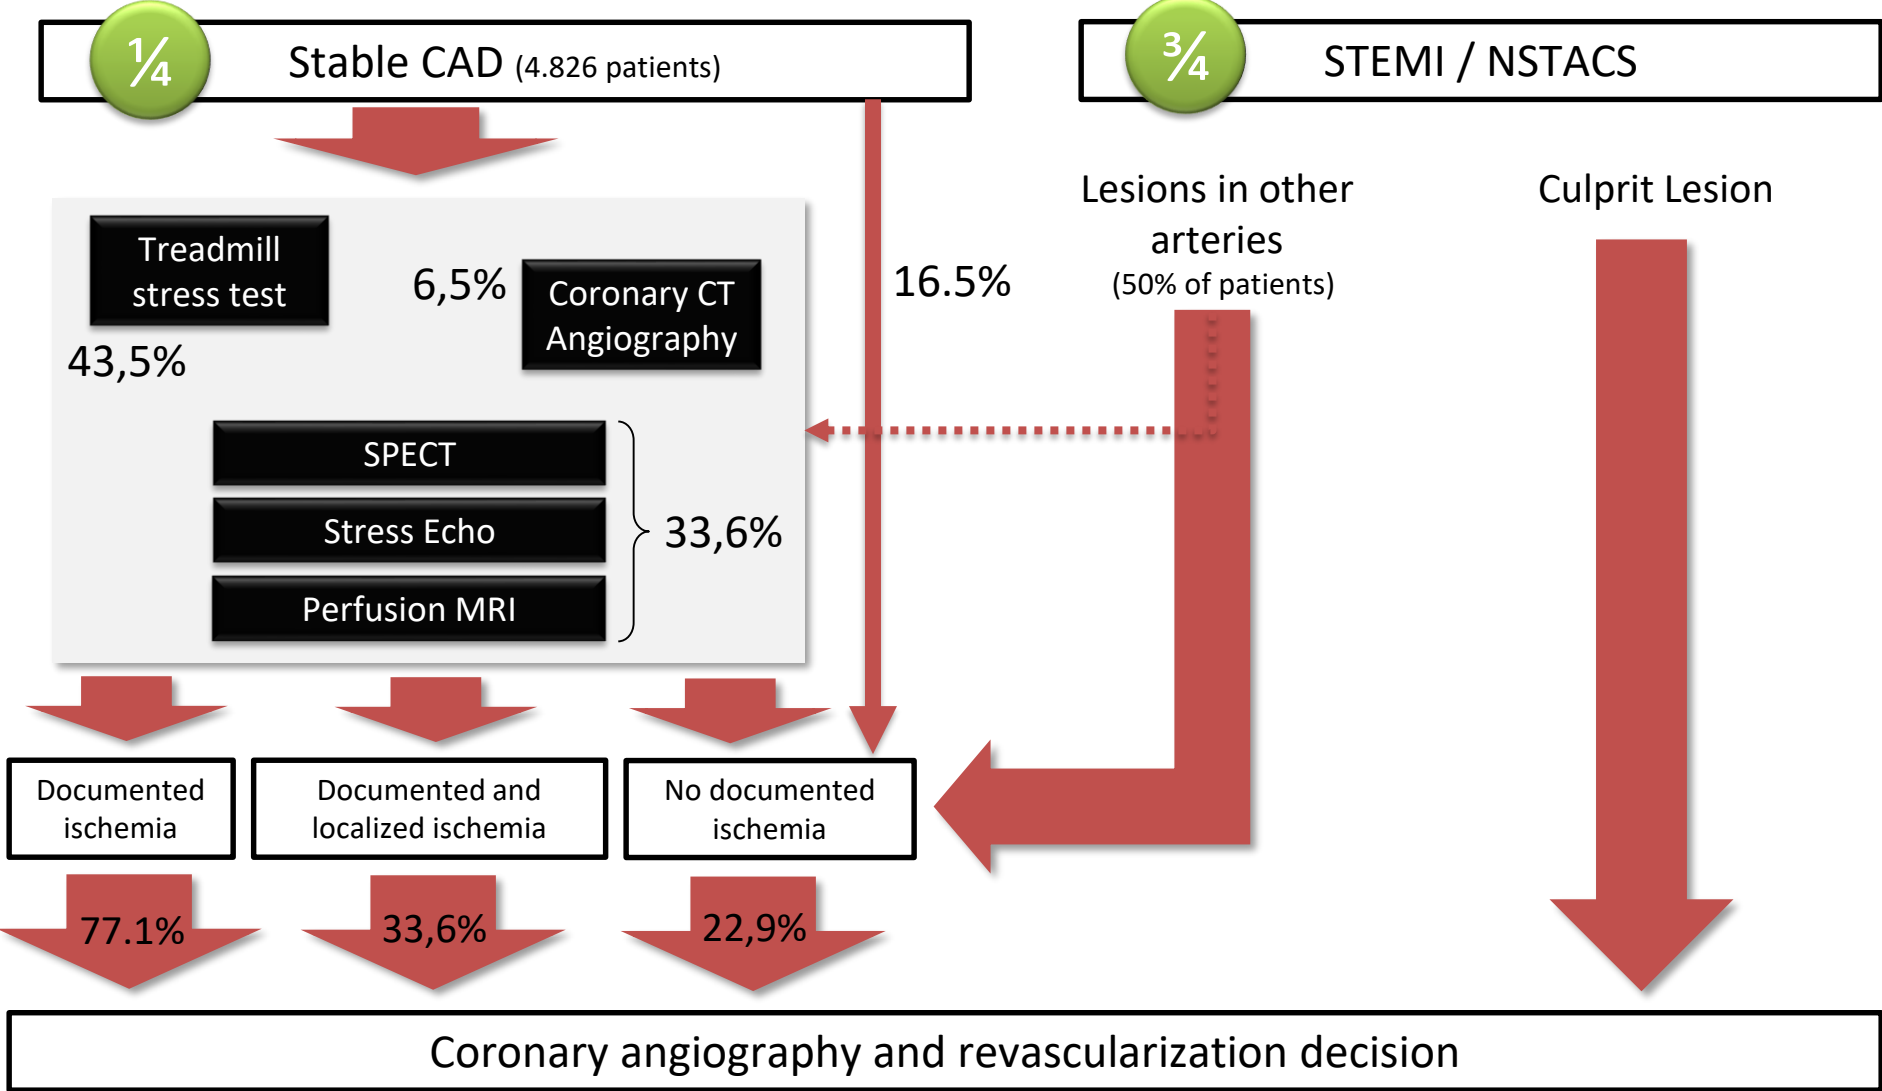 ¼
Stable CAD (4.826 patients)
¾
STEMI / NSTACS
Treadmill
stress test
43,5%
6,5%
Coronary CT
Angiography
16.5%
Lesions in other
arteries
(50% of patients)
Culprit Lesion
SPECT
Stress Echo
Perfusion MRI
33,6%
Documented
ischemia
Documented and
localized ischemia
No documented
ischemia
77.1%
33,6%
22,9%
Coronary angiography and revascularization decision